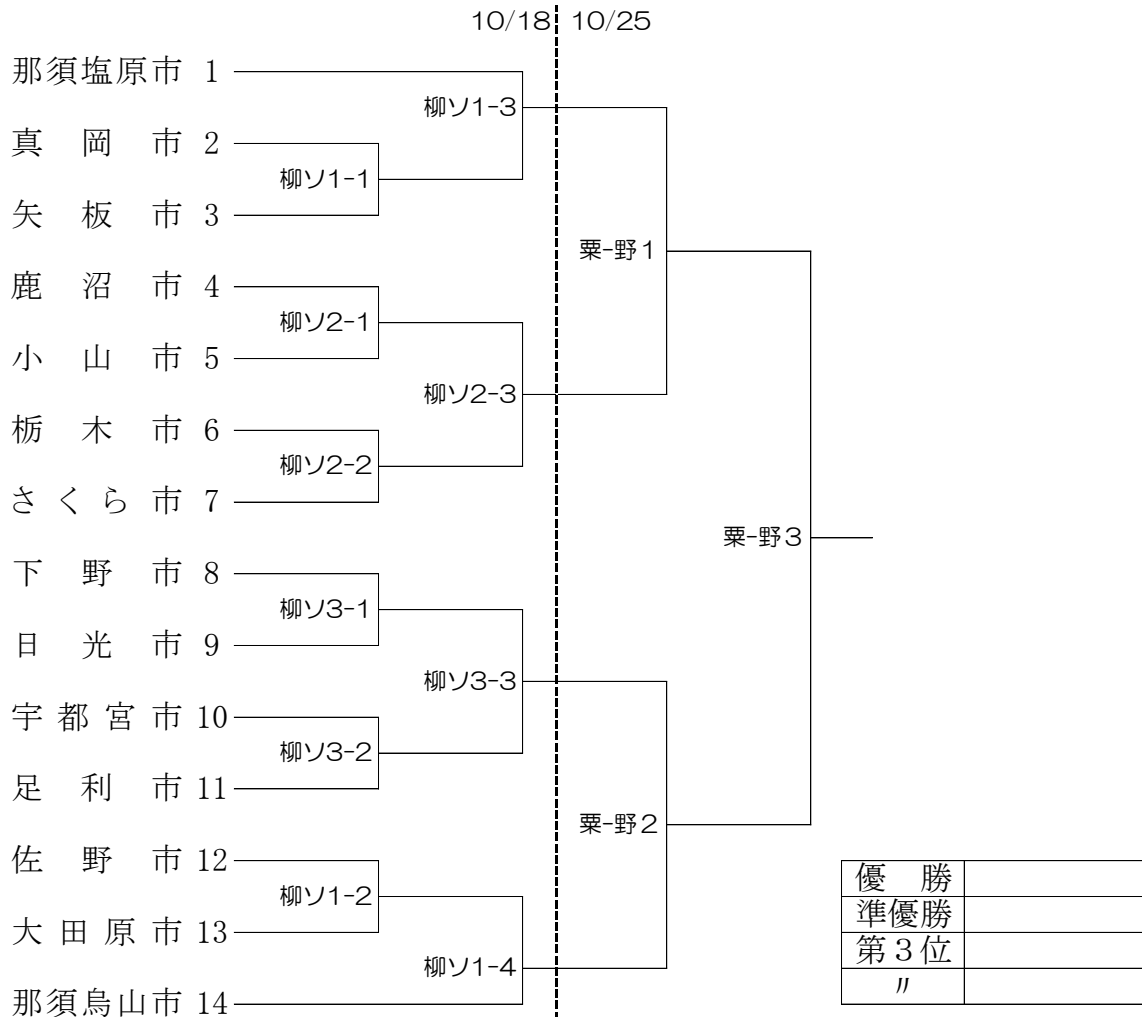 10/18 10/25
那須塩原市 1
柳ソ1-3
真岡市 2
柳ソ1-1
矢板市 3
粟-野1
鹿沼市 4
柳ソ2-1
小山市 5
柳ソ2-3
栃木市 6
柳ソ2-2
さくら市 7
粟-野3
下野市 8
柳ソ3-1
日光市 9
柳ソ3-3
宇都宮市 10
柳ソ3-2
足利市 11
粟-野2
佐野市 12
柳ソ1-2
大田原市 13
柳ソ1-4
那須烏山市 14
優勝
準優勝
第3位
〃